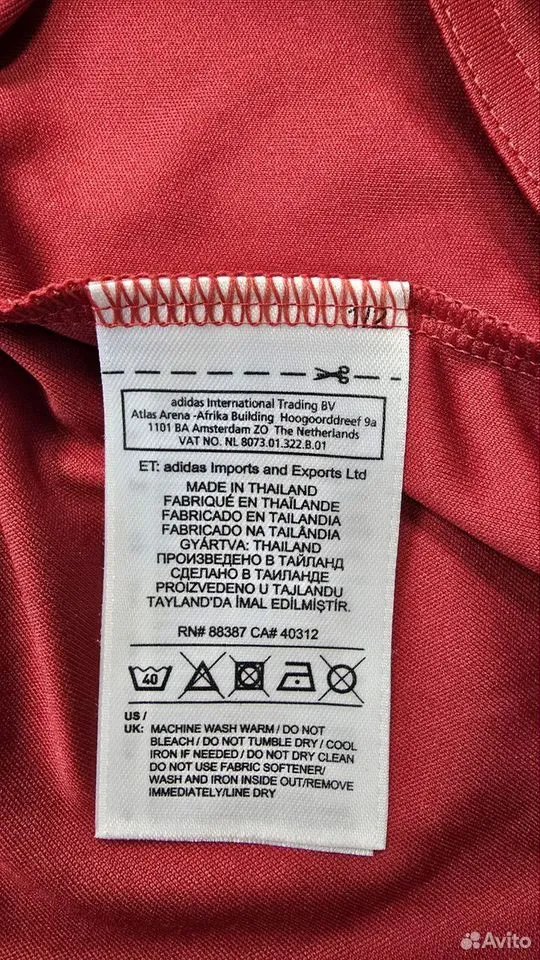 1/2
adidas International Trading BV
Atlas Arena -Afrika Building Hoogoorddreef 9a
1101 BA Amsterdam ZO The Netherlands
VAT NO. NL 8073.01.322.B.01
ET: adidas Imports and Exports Ltd
MADE IN THAILAND
FABRIQUÉ EN THAÏLANDE
FABRICADO EN TAILANDIA
FABRICADO NA TAILÂNDIA
GYÁRTVA: THAILAND
ПРОИЗВЕДЕНО В ТАЙЛАНД
СДЕЛАНО В ТАИЛАНДЕ
PROIZVEDENO U TAJLANDU
TAYLAND'DA İMAL EDİLMİŞTİR.
RN# 88387 CA# 40312
40
US /
UK: MACHINE WASH WARM / DO NOT
BLEACH / DO NOT TUMBLE DRY / COOL
IRON IF NEEDED / DO NOT DRY CLEAN
DO NOT USE FABRIC SOFTENER/
WASH AND IRON INSIDE OUT/REMOVE
IMMEDIATELY/LINE DRY
Avito